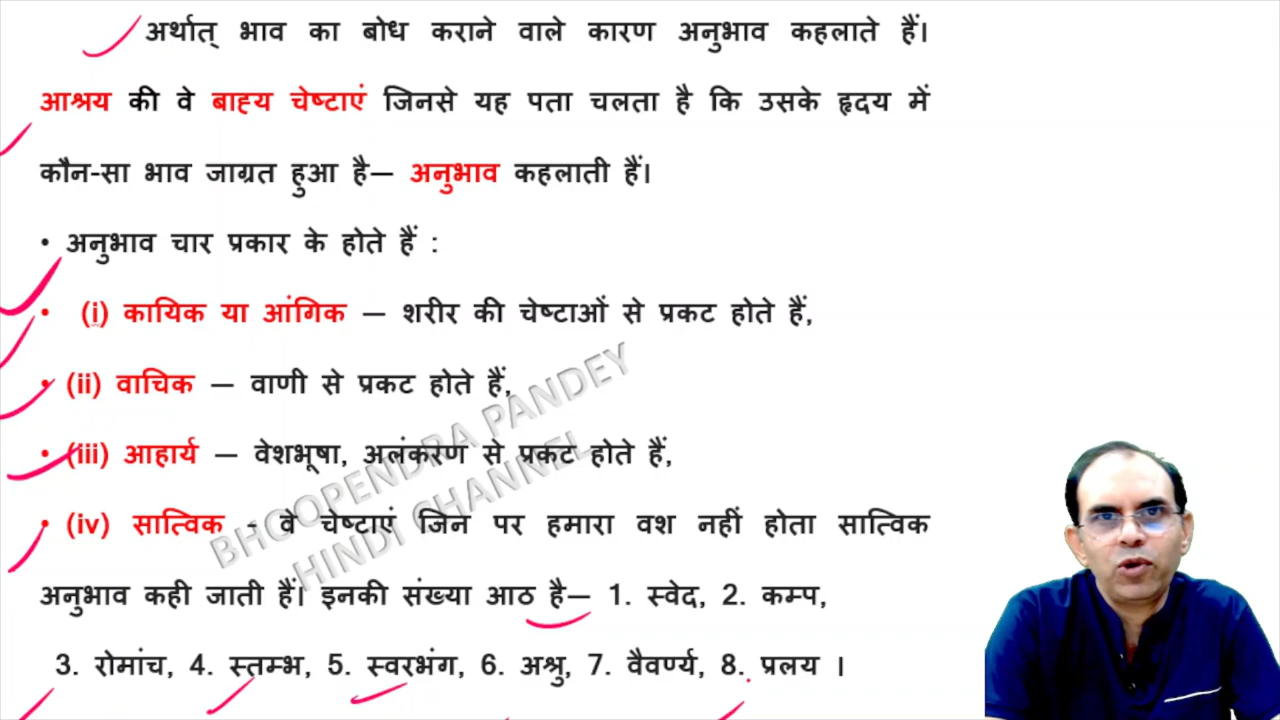 अर्थात् भाव का बोध कराने वाले कारण अनुभाव कहलाते हैं।
आश्रय की वे बाह्य चेष्टाएं जिनसे यह पता चलता है कि उसके हृदय में
कौन-सा भाव जाग्रत हुआ है— अनुभाव कहलाती हैं।
• अनुभाव चार प्रकार के होते हैं :
• (i) कायिक या आंगिक — शरीर की चेष्टाओं से प्रकट होते हैं,
• (ii) वाचिक — वाणी से प्रकट होते हैं,
• (iii) आहार्य — वेशभूषा, अलंकरण से प्रकट होते हैं,
• (iv) सात्विक - वे चेष्टाएं जिन पर हमारा वश नहीं होता सात्विक
अनुभाव कही जाती हैं। इनकी संख्या आठ है— 1. स्वेद, 2. कम्प,
3. रोमांच, 4. स्तम्भ, 5. स्वरभंग, 6. अश्रु, 7. वैवर्ण्य, 8. प्रलय ।
BHOOPENDRA PANDEY
HINDI CHANNEL